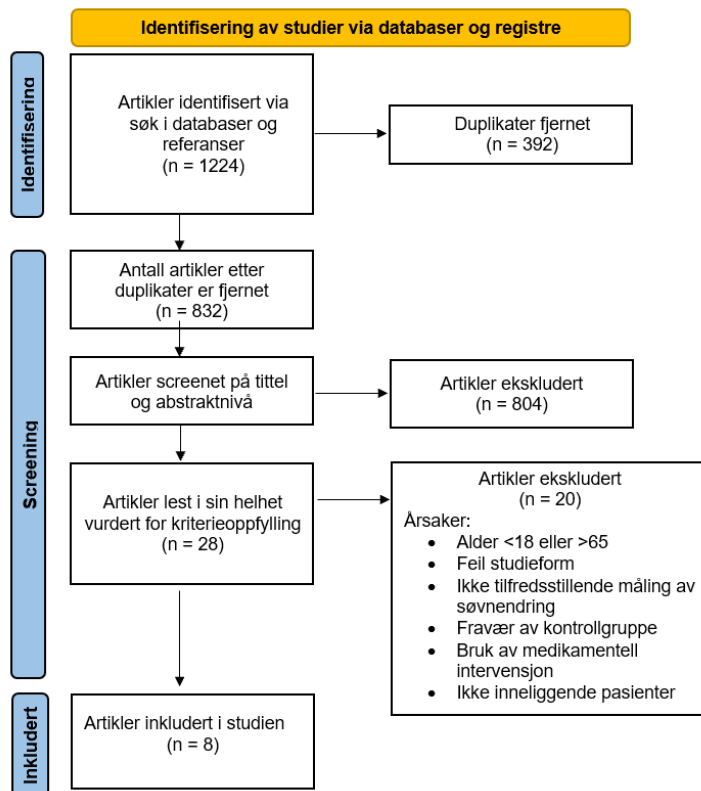 Identifisering av studier via databaser og registre
Identifisering
Artikler identifisert via
søk i databaser og
referanser
(n = 1224)
Duplikater fjernet
(n = 392)
Screening
Antall artikler etter
duplikater er fjernet
(n = 832)
Artikler screenet på tittel
og abstraktnivå
Artikler ekskludert
(n = 804)
Artikler lest i sin helhet
vurdert for kriterieoppfylling
(n = 28)
Artikler ekskludert
(n = 20)
Årsaker:
• Alder <18 eller >65
• Feil studieform
• Ikke tilfredsstillende måling av
søvnendring
• Fravær av kontrollgruppe
• Bruk av medikamentell
intervensjon
• Ikke inneliggende pasienter
Inkludert
Artikler inkludert i studien
(n = 8)